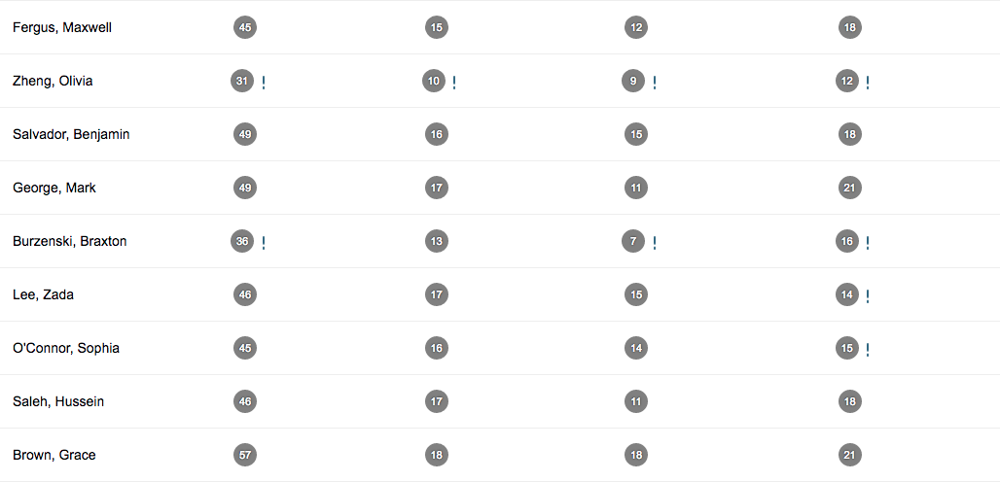 Fergus, Maxwell 45 15 12 18
Zheng, Olivia 31 ! 10 ! 9 ! 12 !
Salvador, Benjamin 49 16 15 18
George, Mark 49 17 11 21
Burzenski, Braxton 36 ! 13 7 ! 16 !
Lee, Zada 46 17 15 14 !
O'Connor, Sophia 45 16 14 15 !
Saleh, Hussein 46 17 11 18
Brown, Grace 57 18 18 21